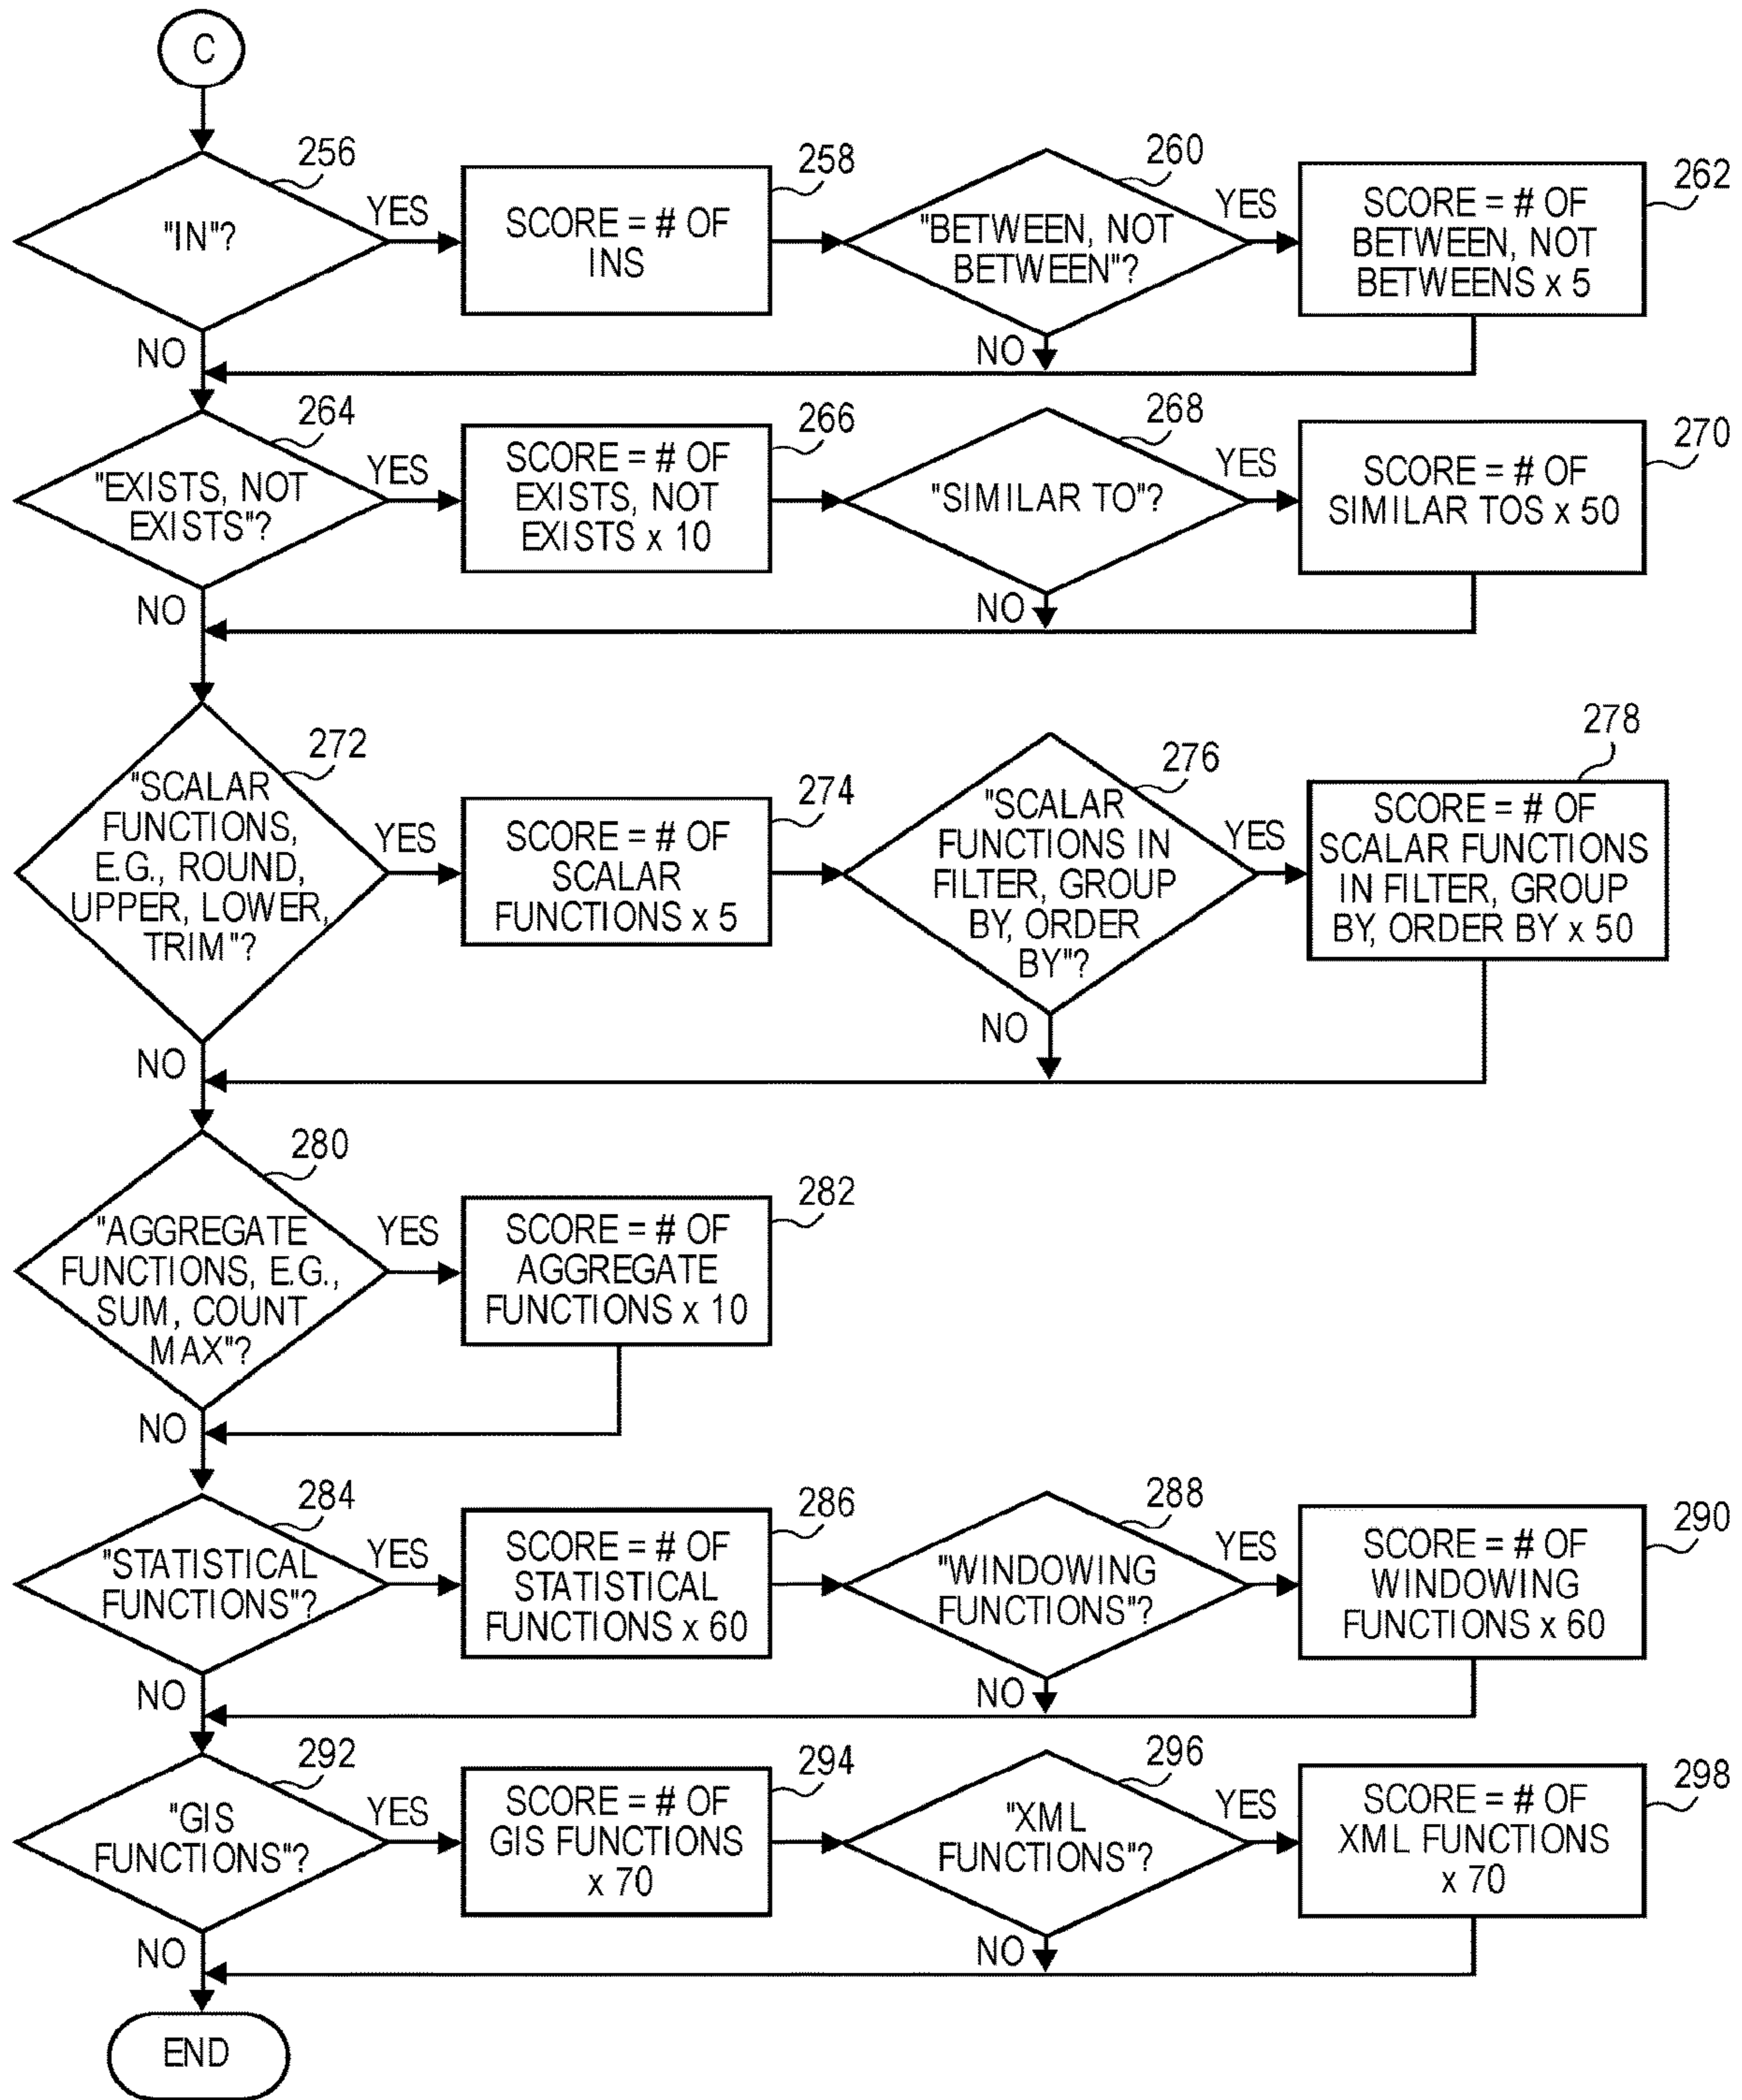 C
256
"IN"?
YES
NO
258
SCORE = # OF
INS
260
"BETWEEN, NOT
BETWEEN"?
YES
NO
262
SCORE = # OF
BETWEEN, NOT
BETWEENS x 5
264
"EXISTS, NOT
EXISTS"?
YES
NO
266
SCORE = # OF
EXISTS, NOT
EXISTS x 10
268
"SIMILAR TO"?
YES
NO
270
SCORE = # OF
SIMILAR TOS x 50
272
"SCALAR
FUNCTIONS,
E.G., ROUND,
UPPER, LOWER,
TRIM"?
YES
NO
274
SCORE = # OF
SCALAR
FUNCTIONS x 5
276
"SCALAR
FUNCTIONS IN
FILTER, GROUP
BY, ORDER
BY"?
YES
NO
278
SCORE = # OF
SCALAR FUNCTIONS
IN FILTER, GROUP
BY, ORDER BY x 50
280
"AGGREGATE
FUNCTIONS, E.G.,
SUM, COUNT
MAX"?
YES
NO
282
SCORE = # OF
AGGREGATE
FUNCTIONS x 10
284
"STATISTICAL
FUNCTIONS"?
YES
NO
286
SCORE = # OF
STATISTICAL
FUNCTIONS x 60
288
"WINDOWING
FUNCTIONS"?
YES
NO
290
SCORE = # OF
WINDOWING
FUNCTIONS x 60
292
"GIS
FUNCTIONS"?
YES
NO
294
SCORE = # OF
GIS FUNCTIONS
x 70
296
"XML
FUNCTIONS"?
YES
NO
298
SCORE = # OF
XML FUNCTIONS
x 70
END